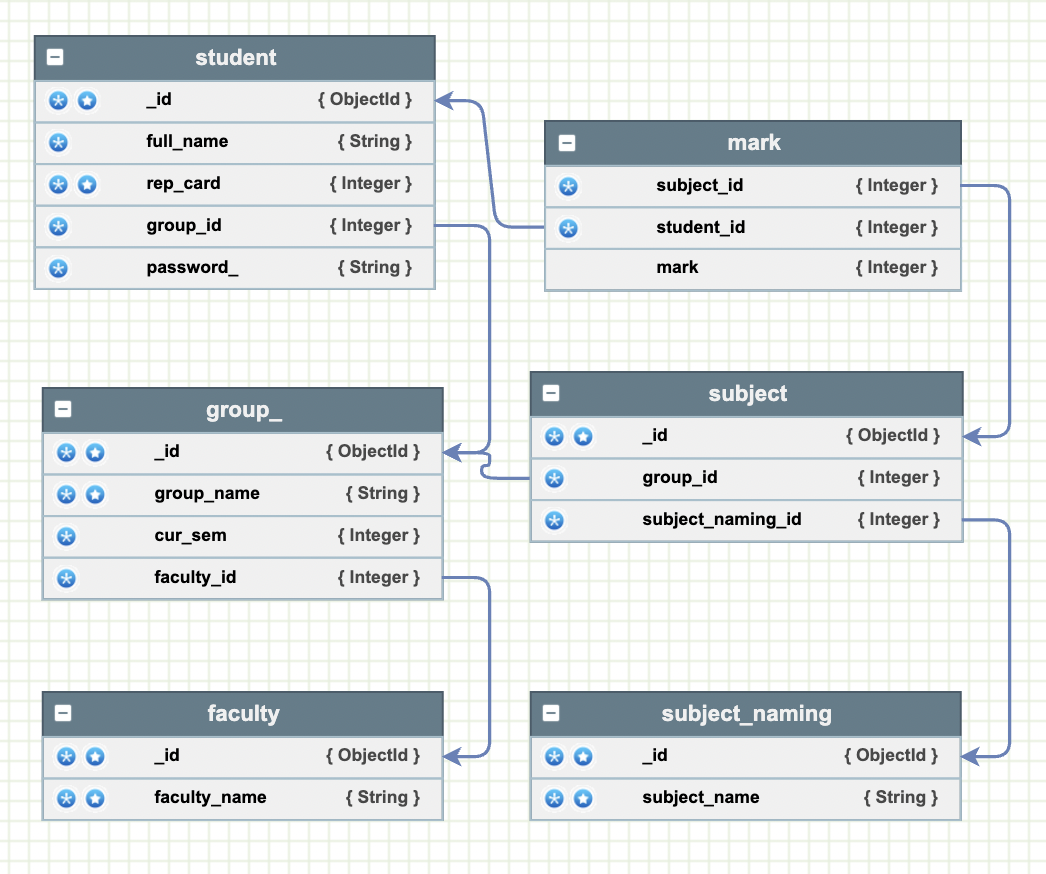 student
_id { ObjectId }
full_name { String }
rep_card { Integer }
group_id { Integer }
password_ { String }
mark
subject_id { Integer }
student_id { Integer }
mark { Integer }
group_
_id { ObjectId }
group_name { String }
cur_sem { Integer }
faculty_id { Integer }
subject
_id { ObjectId }
group_id { Integer }
subject_naming_id { Integer }
faculty
_id { ObjectId }
faculty_name { String }
subject_naming
_id { ObjectId }
subject_name { String }